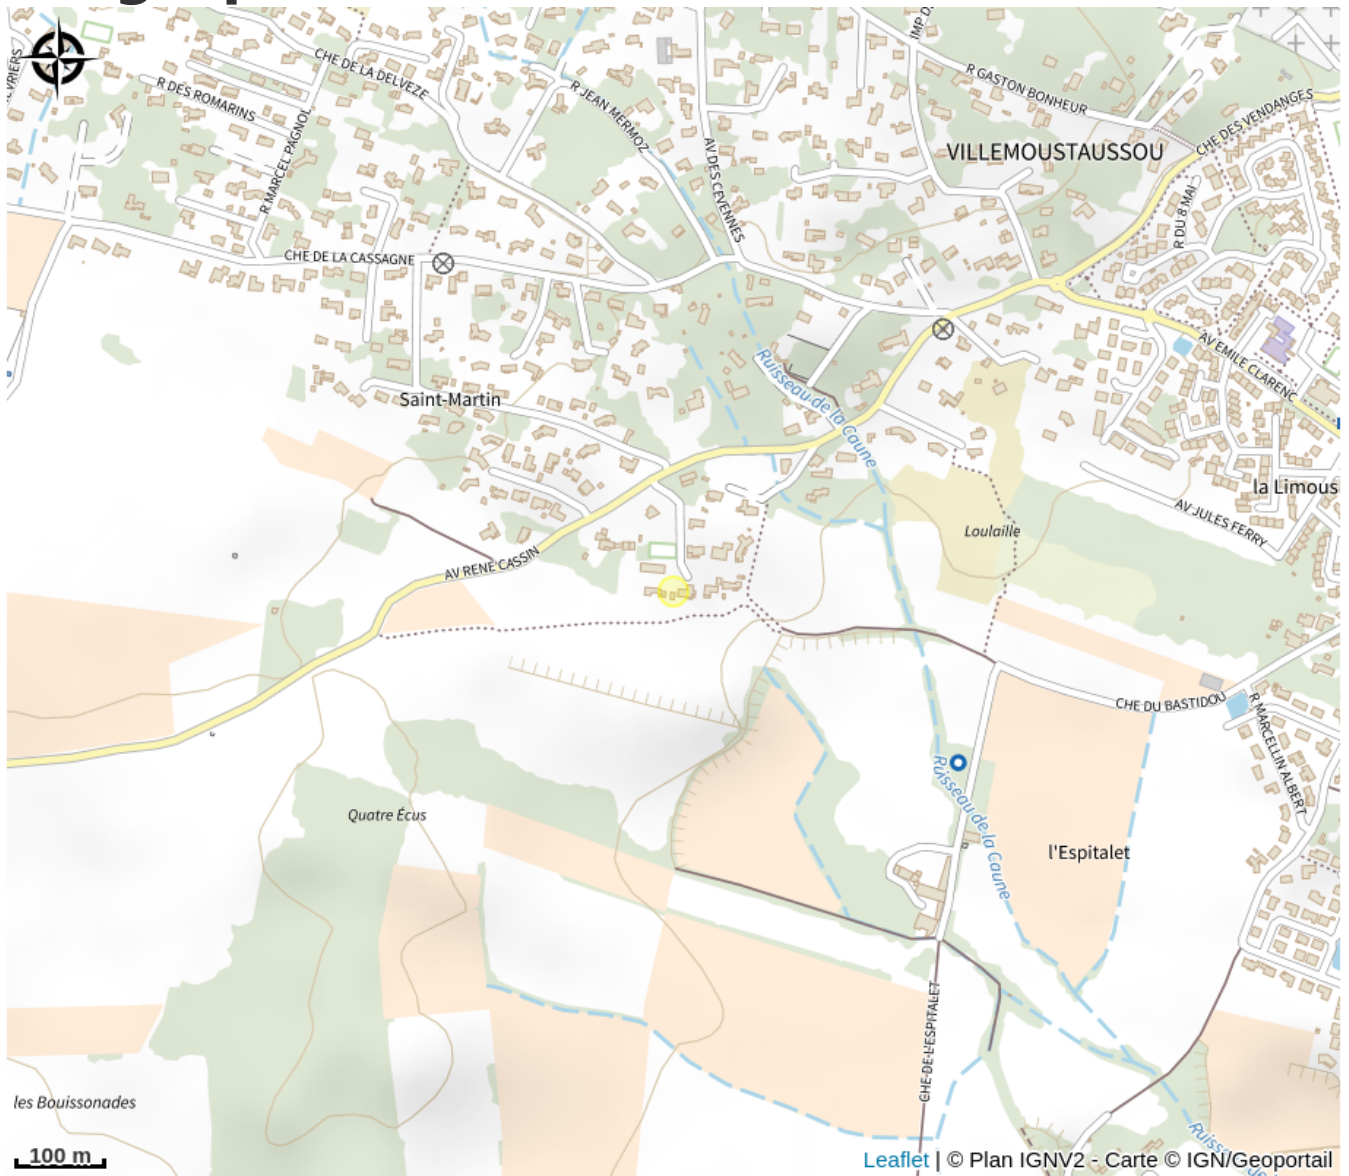 CHE DE LA DELVEZE
R DES ROMARINS
R MARCEL PAGNOL
R JEAN MERMOZ
AV DES CEVENNES
R GASTON BONHEUR
CHE DES VENDANGES
VILLEMOUSTAUSSOU
R DU 8 MAI
CHE DE LA CASSAGNE
AV EMILE CLARENC
Ruisseau de la Caune
Saint-Martin
la Limous
AV JULES FERRY
Loulaille
AV RENE CASSIN
CHE DU BASTIDOU
R MARCELLIN ALBERT
Ruisseau de la Caune
Quatre Écus
l'Espitalet
CHE DE L'ESPITALET
les Bouissonades
100 m
Leaflet | © Plan IGNV2 - Carte © IGN/Geoportail